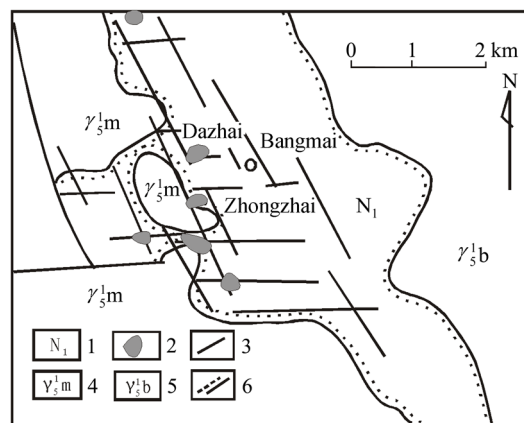 0 1 2 km
N
γ₅¹m
Dazhai
Bangmai
γ₅¹m
Zhongzhai
N₁
γ₅¹b
γ₅¹m
N₁ 1
2
3
γ₅¹m 4
γ₅¹b 5
6